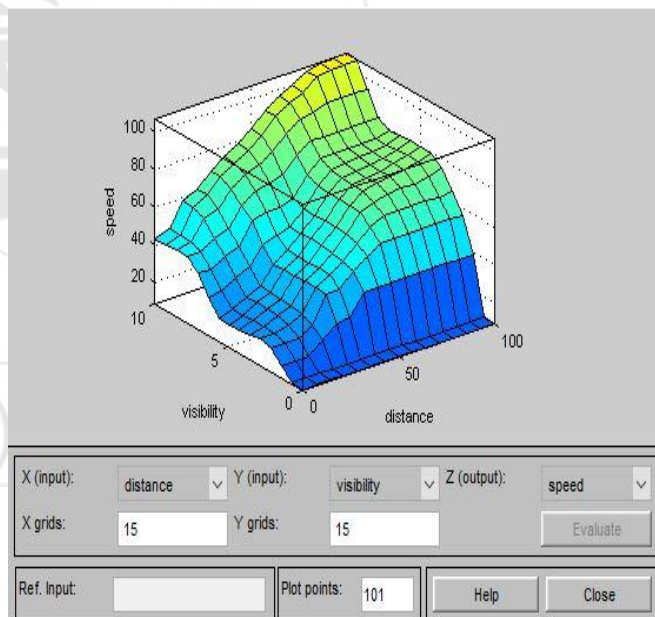 100
80
60
40
20
speed
10
5
0
visibility
0
50
100
distance
X (input): distance Y (input): visibility Z (output): speed
X grids: 15 Y grids: 15 Evaluate
Ref. Input: Plot points: 101 Help Close